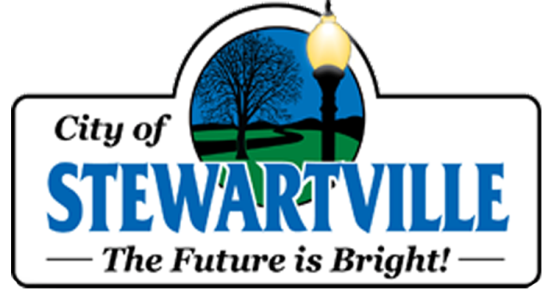 City of
STEWARTVILLE
The Future is Bright!